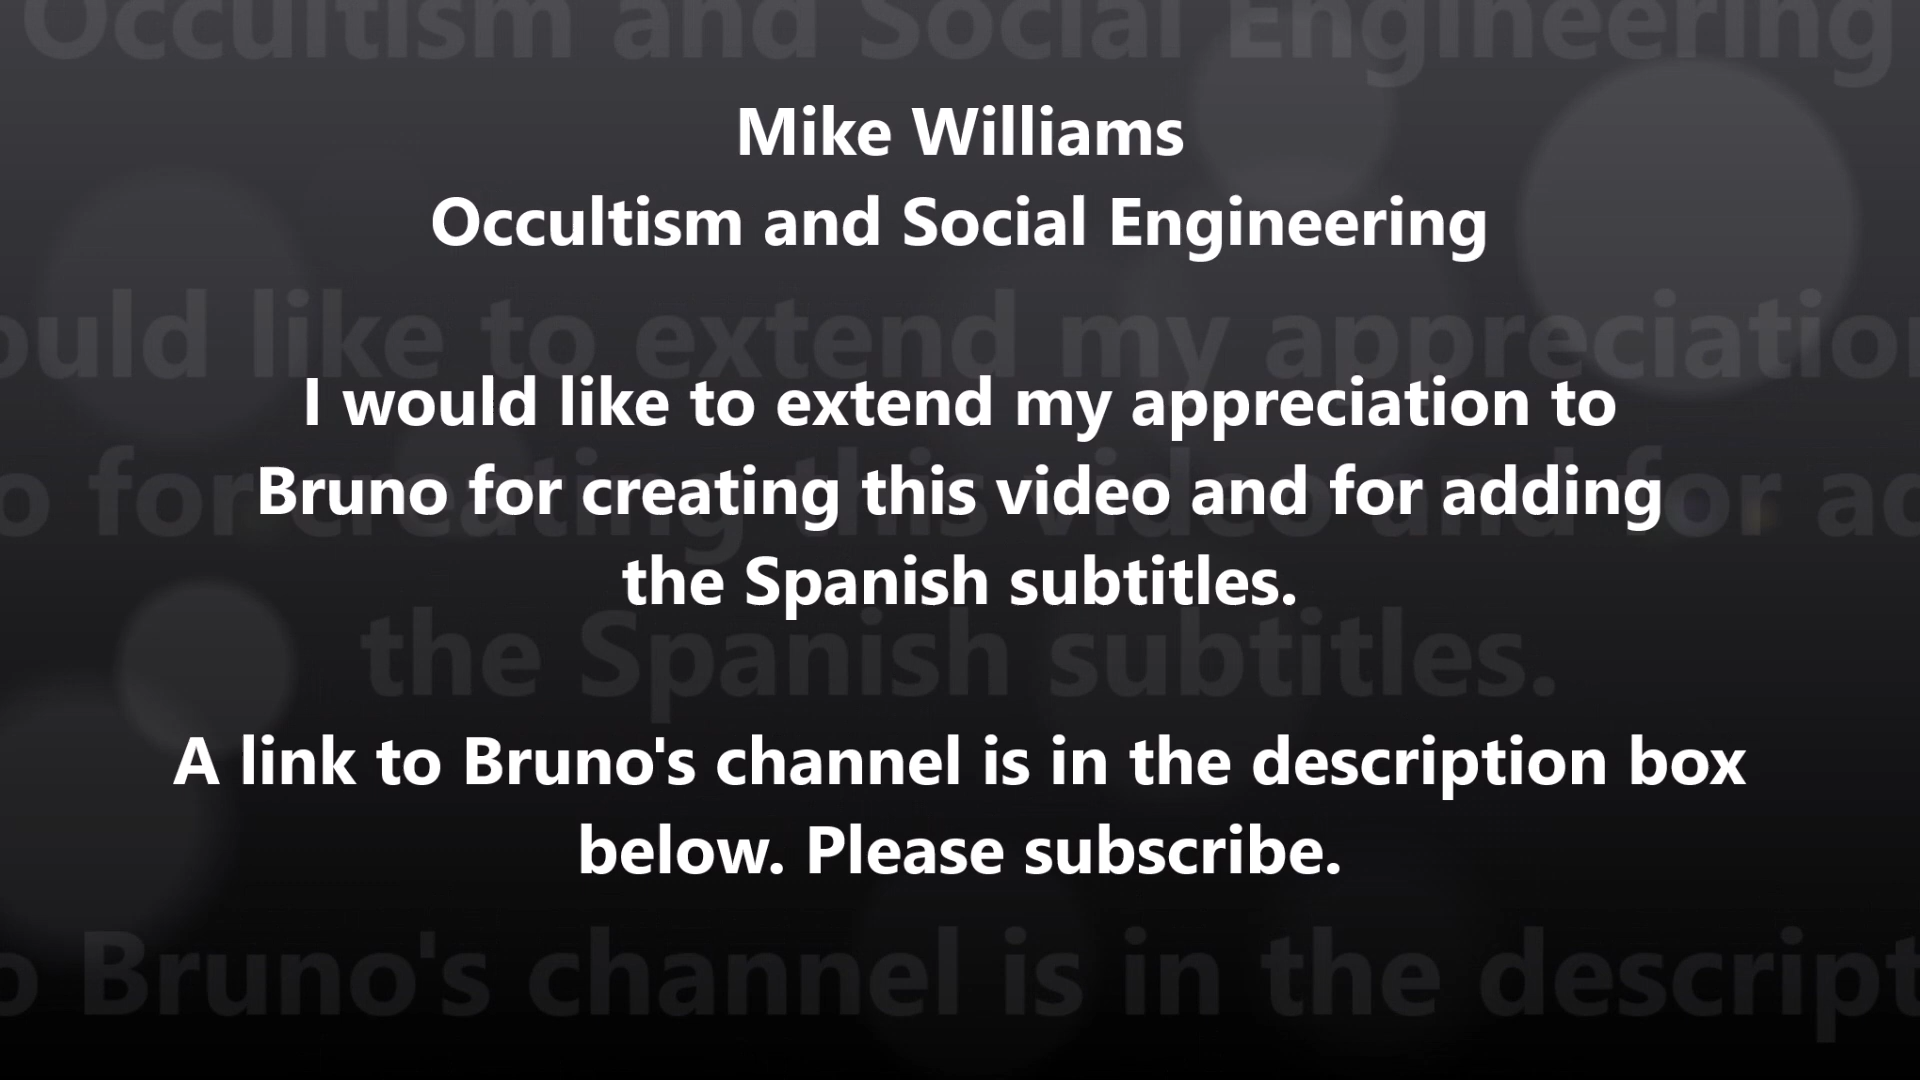 Mike Williams
Occultism and Social Engineering
I would like to extend my appreciation to
Bruno for creating this video and for adding
the Spanish subtitles.
A link to Bruno's channel is in the description box
below. Please subscribe.